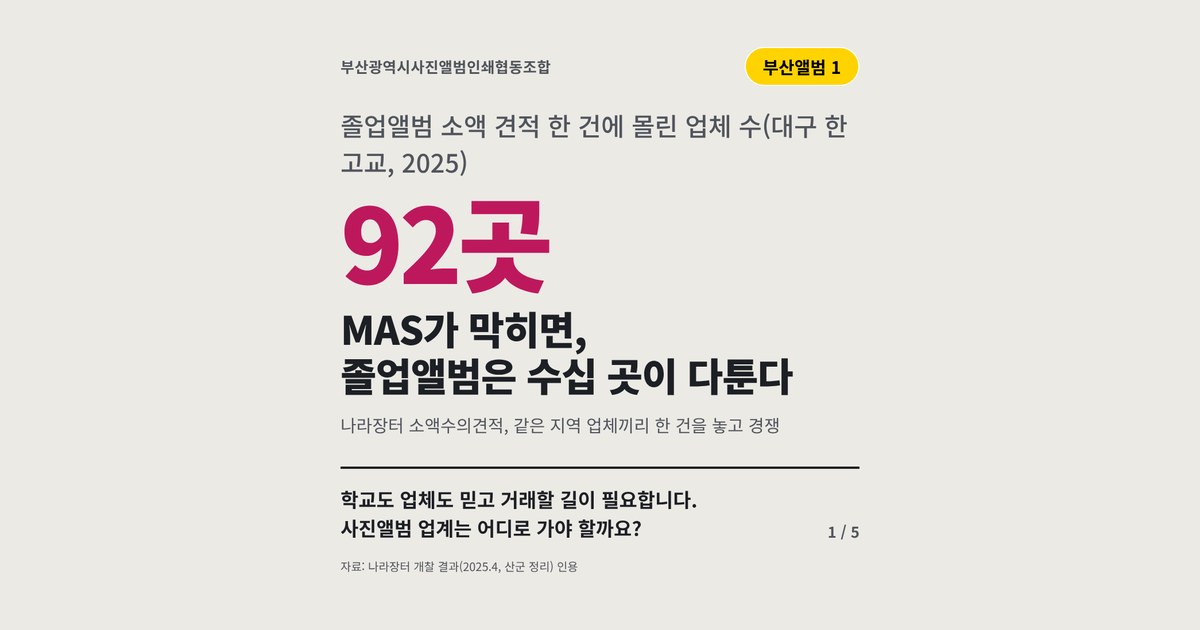 부산광역시사진앨범인쇄협동조합
부산앨범 1
졸업앨범 소액 견적 한 건에 몰린 업체 수(대구 한
고교, 2025)
92곳
MAS가 막히면,
졸업앨범은 수십 곳이 다툰다
나라장터 소액수의견적, 같은 지역 업체끼리 한 건을 놓고 경쟁
학교도 업체도 믿고 거래할 길이 필요합니다.
사진앨범 업계는 어디로 가야 할까요?
1 / 5
자료: 나라장터 개찰 결과(2025.4, 산군 정리) 인용